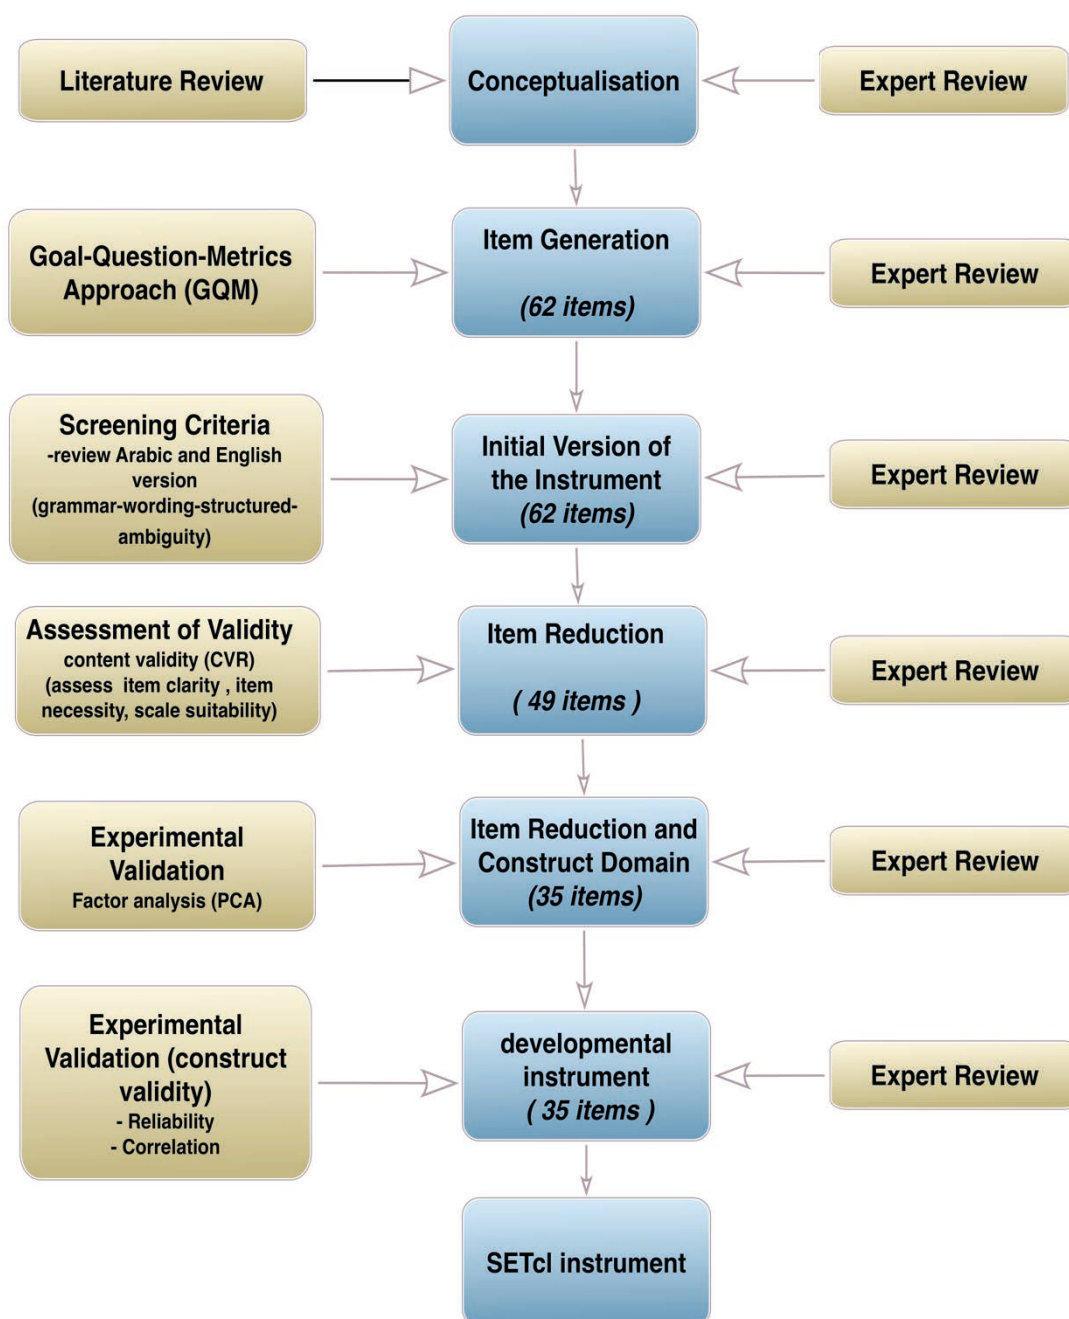 Literature Review
Conceptualisation
Expert Review
Goal-Question-Metrics
Approach (GQM)
Item Generation
(62 items)
Expert Review
Screening Criteria
-review Arabic and English
version
(grammar-wording-structured-
ambiguity)
Initial Version of
the Instrument
(62 items)
Expert Review
Assessment of Validity
content validity (CVR)
(assess item clarity , item
necessity, scale suitability)
Item Reduction
( 49 items )
Expert Review
Experimental
Validation
Factor analysis (PCA)
Item Reduction and
Construct Domain
(35 items)
Expert Review
Experimental
Validation (construct
validity)
- Reliability
- Correlation
developmental
instrument
( 35 items )
Expert Review
SETcI instrument